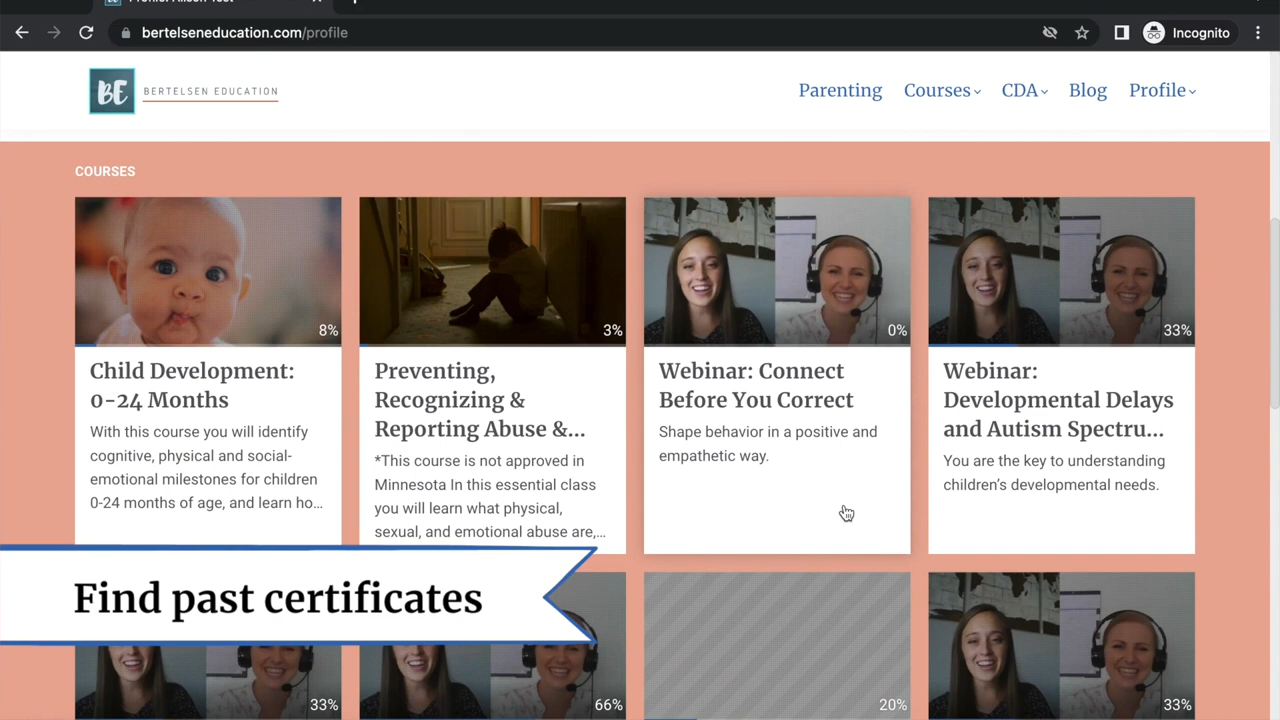 bertelseneducation.com/profile
Incognito
BE
BERTELSEN EDUCATION
Parenting
Courses
CDA
Blog
Profile
COURSES
8%
3%
0%
33%
Child Development:
0-24 Months
With this course you will identify
cognitive, physical and social-
emotional milestones for children
0-24 months of age, and learn ho...
Preventing,
Recognizing &
Reporting Abuse &...
*This course is not approved in
Minnesota In this essential class
you will learn what physical,
sexual, and emotional abuse are,...
Webinar: Connect
Before You Correct
Shape behavior in a positive and
empathetic way.
Webinar:
Developmental Delays
and Autism Spectru...
You are the key to understanding
children’s developmental needs.
Find past certificates
33%
66%
20%
33%